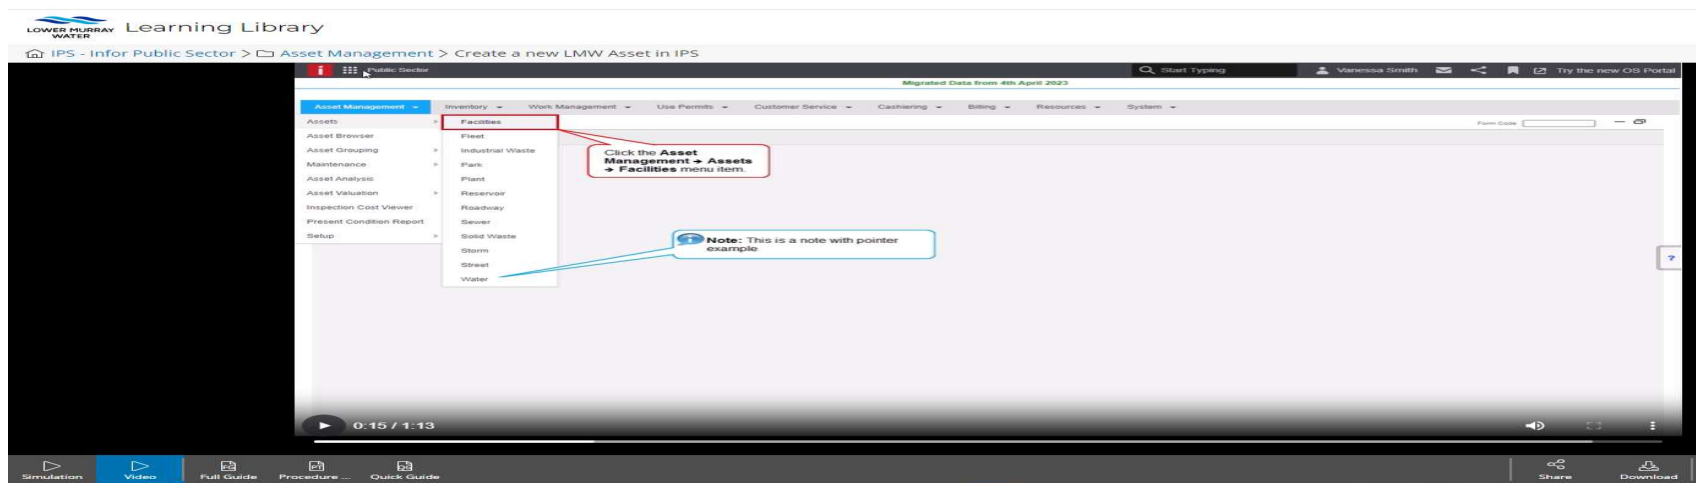 LOWER MURRAY
WATER
Learning Library
IPS - Infor Public Sector > Asset Management > Create a new LMW Asset in IPS
i Public Sector Start Typing Vanessa Smith Try the new OS Portal
Migrated Data from 4th April 2023
Asset Management Inventory Work Management Use Permits Customer Service Cashiering Billing Resources System
Assets
Asset Browser
Asset Grouping
Maintenance
Asset Analysis
Asset Valuation
Inspection Cost Viewer
Present Condition Report
Setup
Facilities
Fleet
Industrial Waste
Park
Plant
Reservoir
Roadway
Sewer
Solid Waste
Storm
Street
Water
Form Code
Click the Asset
Management → Assets
→ Facilities menu item.
Note: This is a note with pointer
example
?
0:15 / 1:13
Simulation Video Full Guide Procedure ... Quick Guide Share Download